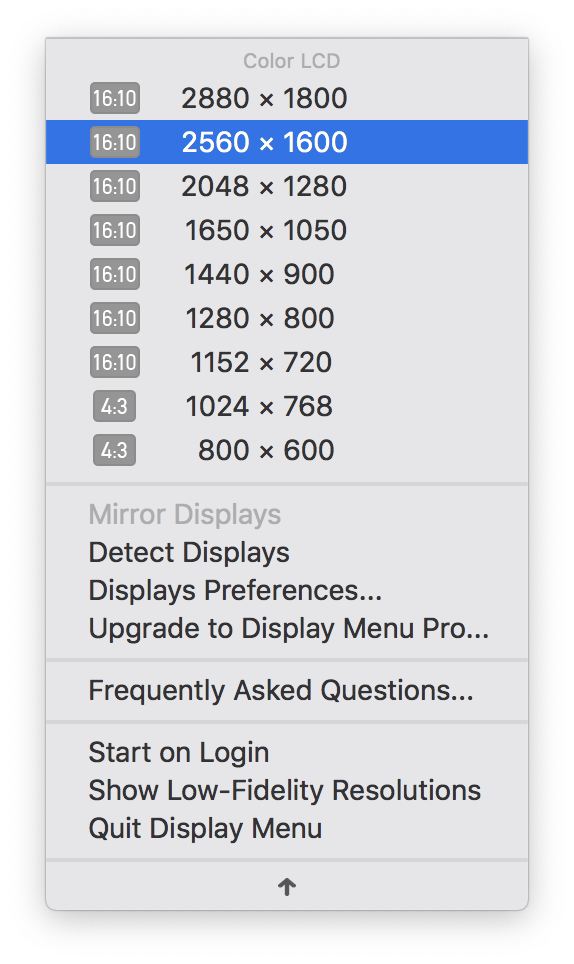 Color LCD
16:10 2880 × 1800
16:10 2560 × 1600
16:10 2048 × 1280
16:10 1650 × 1050
16:10 1440 × 900
16:10 1280 × 800
16:10 1152 × 720
4:3 1024 × 768
4:3 800 × 600
Mirror Displays
Detect Displays
Displays Preferences...
Upgrade to Display Menu Pro...
Frequently Asked Questions...
Start on Login
Show Low-Fidelity Resolutions
Quit Display Menu